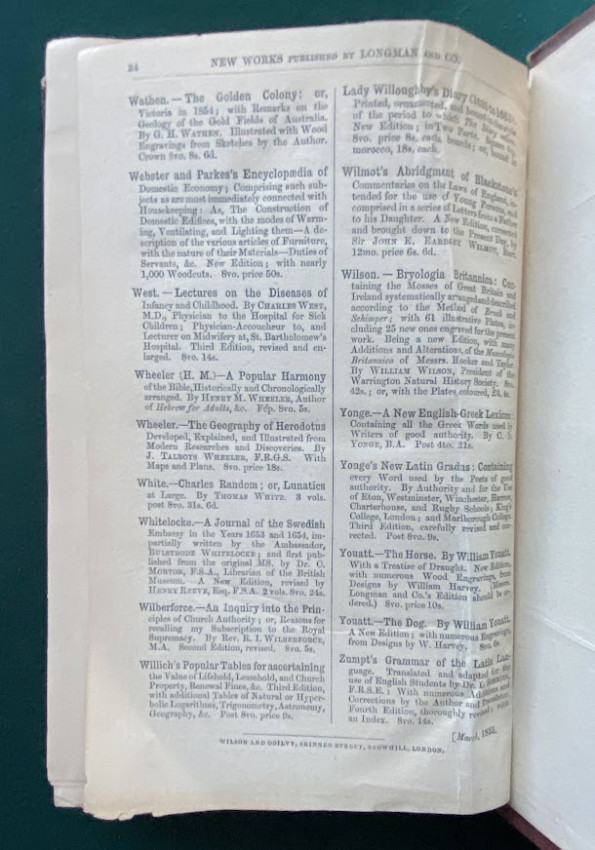 24
NEW WORKS PUBLISHED BY LONGMAN AND CO.
Wathen. — The Golden Colony: or,
Victoria in 1854; with Remarks on the
Geology of the Gold Fields of Australia.
By G. H. WATHEN. Illustrated with Wood
Engravings from Sketches by the Author.
Crown 8vo. 8s. 6d.
Webster and Parkes's Encyclopædia of
Domestic Economy; Comprising such sub-
jects as are most immediately connected with
Housekeeping: As, The Construction of
Domestic Edifices, with the modes of Warm-
ing, Ventilating, and Lighting them—A de-
scription of the various articles of Furniture,
with the nature of their Materials—Duties of
Servants, &c. New Edition; with nearly
1,000 Woodcuts. 8vo. price 50s.
West. — Lectures on the Diseases of
Infancy and Childhood. By CHARLES WEST,
M.D., Physician to the Hospital for Sick
Children; Physician-Accoucheur to, and
Lecturer on Midwifery at, St. Bartholomew's
Hospital. Third Edition, revised and en-
larged. 8vo. 14s.
Wheeler (H. M.)—A Popular Harmony
of the Bible, Historically and Chronologically
arranged. By HENRY M. WHEELER, Author
of Hebrew for Adults, &c. Fcp. 8vo. 5s.
Wheeler.—The Geography of Herodotus
Developed, Explained, and Illustrated from
Modern Researches and Discoveries. By
J. TALBOYS WHEELER, F.R.G.S. With
Maps and Plans. 8vo. price 18s.
White.—Charles Random; or, Lunatics
at Large. By THOMAS WHITE. 3 vols.
post 8vo. 31s. 6d.
Whitelocke.—A Journal of the Swedish
Embassy in the Years 1653 and 1654, im-
partially written by the Ambassador,
BULSTRODE WHITELOCKE; and first pub-
lished from the original MS. by Dr. C.
MORTON, F.S.A., Librarian of the British
Museum. A New Edition, revised by
HENRY REEVE, Esq. F.S.A. 2 vols. 8vo. 24s.
Wilberforce.—An Inquiry into the Prin-
ciples of Church Authority; or, Reasons for
recalling my Subscription to the Royal
Supremacy. By Rev. R. I. WILBERFORCE,
M.A. Second Edition, revised. 8vo. 5s.
Willich's Popular Tables for ascertaining
the Value of Lifehold, Leasehold, and Church
Property, Renewal Fines, &c. Third Edition,
with additional Tables of Natural or Hyper-
bolic Logarithms, Trigonometry, Astronomy,
Geography, &c. Post 8vo. price 9s.
Lady Willoughby's Diary
Printed, ornamented, and bound
of the period to which The Diary
New Edition; in Two Parts.
8vo. price 8s. each, boards; or, bound in
morocco, 18s. each.
Wilmot's Abridgment of Blackstone's
Commentaries on the Laws of England, in-
tended for the use of Young Persons, and
comprised in a series of Letters from a Father
to his Daughter. A New Edition, corrected
and brought down to the Present Day, by
Sir JOHN E. EARDLEY WILMOT, Bart.
12mo. price 6s. 6d.
Wilson. — Bryologia Britannica: Con-
taining the Mosses of Great Britain and
Ireland systematically arranged and described
according to the Method of Bruch and
Schimper; with 61 illustrative Plates, in-
cluding 25 new ones engraved for the present
work. Being a new Edition, with many
Additions and Alterations, of the Muscologia
Britannica of Messrs. Hooker and Taylor.
By WILLIAM WILSON, President of the
Warrington Natural History Society. 8vo.
42s.; or, with the Plates coloured, £4. 4s.
Yonge.—A New English-Greek Lexicon:
Containing all the Greek Words used by
Writers of good authority. By C. D.
YONGE, B.A. Post 4to. 21s.
Yonge's New Latin Gradus: Containing
every Word used by the Poets of good
authority. By Authority and for the Use
of Eton, Westminster, Winchester, Harrow,
Charterhouse, and Rugby Schools; King's
College, London; and Marlborough College.
Third Edition, carefully revised and cor-
rected. Post 8vo. 9s.
Youatt.—The Horse. By William Youatt.
With a Treatise of Draught. New Edition,
with numerous Wood Engravings, from
Designs by William Harvey. (Messrs.
Longman and Co.'s Edition should be or-
dered.) 8vo. price 10s.
Youatt.—The Dog. By William Youatt.
A New Edition; with numerous Engravings,
from Designs by W. Harvey. 8vo. 6s.
Zumpt's Grammar of the Latin Lan-
guage. Translated and adapted for the
use of English Students by Dr. L. SCHMITZ,
F.R.S.E.: With numerous Additions and
Corrections by the Author and Translator.
Fourth Edition, thoroughly revised; with
an Index. 8vo. 14s.
[March, 1855.
WILSON AND OGILVY, SKINNER STREET, SNOWHILL, LONDON.